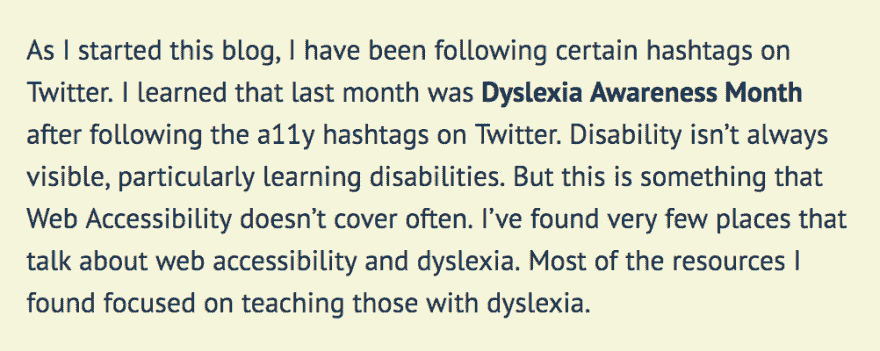 As I started this blog, I have been following certain hashtags on
Twitter. I learned that last month was Dyslexia Awareness Month
after following the a11y hashtags on Twitter. Disability isn’t always
visible, particularly learning disabilities. But this is something that
Web Accessibility doesn’t cover often. I’ve found very few places that
talk about web accessibility and dyslexia. Most of the resources I
found focused on teaching those with dyslexia.